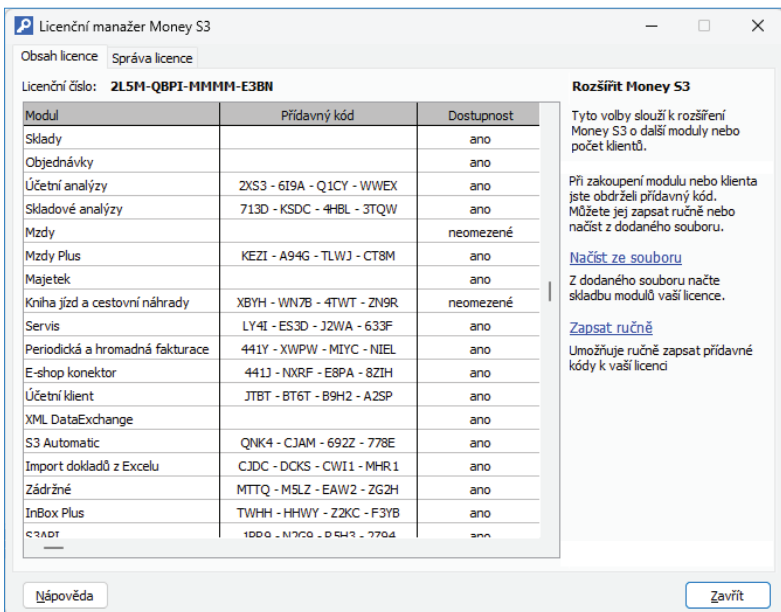 Licenční manažer Money S3
Obsah licence
Správa licence
Licenční číslo: 2L5M-QBPI-MMMM-E3BN
Modul Přídavný kód Dostupnost
Sklady ano
Objednávky ano
Účetní analýzy 2XS3 - 6I9A - Q1CY - WWEX ano
Skladové analýzy 713D - KSDC - 4HBL - 3TQW ano
Mzdy neomezené
Mzdy Plus KEZI - A94G - TLWJ - CT8M ano
Majetek ano
Kniha jízd a cestovní náhrady XBYH - WN7B - 4TWT - ZN9R neomezené
Servis LY4I - ES3D - J2WA - 633F ano
Periodická a hromadná fakturace 441Y - XWPW - MIYC - NIEL ano
E-shop konektor 441J - NXRF - E8PA - 8ZIH ano
Účetní klient JTBT - BT6T - B9H2 - A2SP ano
XML DataExchange ano
S3 Automatic QNK4 - CJAM - 692Z - 778E ano
Import dokladů z Excelu CJDC - DCKS - CWI1 - MHR1 ano
Zádržné MTTQ - M5LZ - EAW2 - ZG2H ano
InBox Plus TWHH - HHWY - Z2KC - F3YB ano
S3API ano
Rozšířit Money S3
Tyto volby slouží k rozšíření
Money S3 o další moduly nebo
počet klientů.
Při zakoupení modulu nebo klienta
jste obdrželi přídavný kód.
Můžete jej zapsat ručně nebo
načíst z dodaného souboru.
Načíst ze souboru
Z dodaného souboru načte
skladbu modulů vaší licence.
Zapsat ručně
Umožňuje ručně zapsat přídavné
kódy k vaší licenci
Nápověda
Zavřít